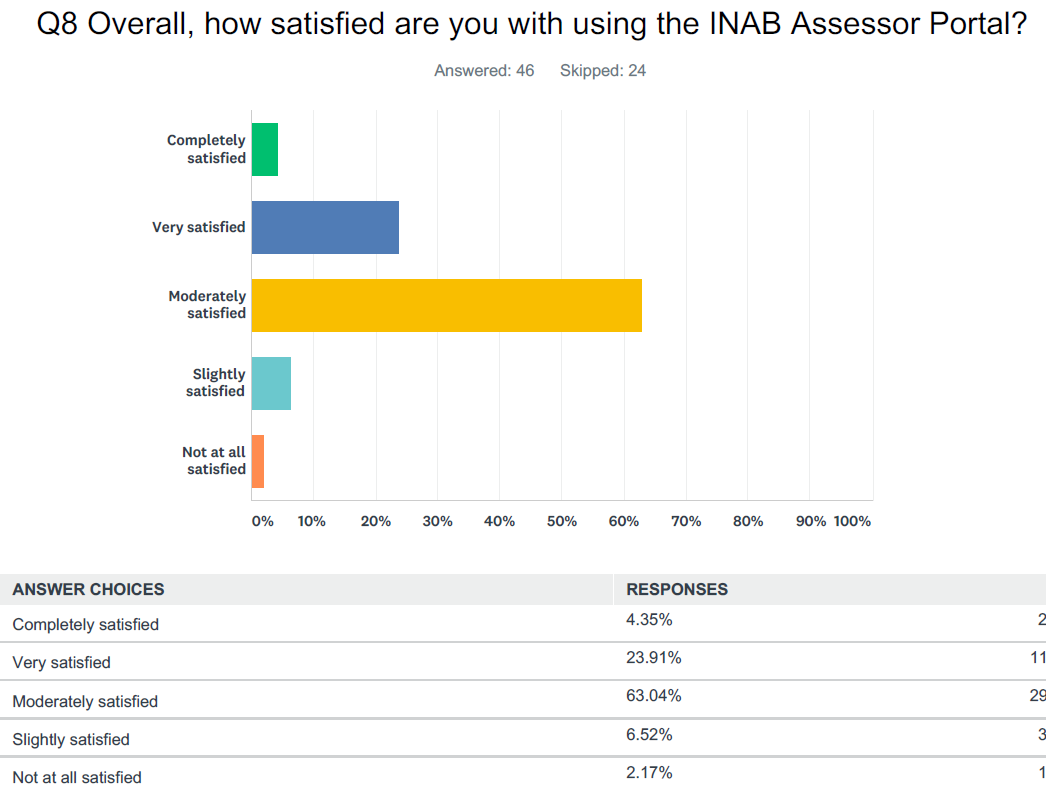 Q8 Overall, how satisfied are you with using the INAB Assessor Portal?
Answered: 46 Skipped: 24
Completely
satisfied
Very satisfied
Moderately
satisfied
Slightly
satisfied
Not at all
satisfied
0% 10% 20% 30% 40% 50% 60% 70% 80% 90% 100%
ANSWER CHOICES RESPONSES
Completely satisfied 4.35% 2
Very satisfied 23.91% 11
Moderately satisfied 63.04% 29
Slightly satisfied 6.52% 3
Not at all satisfied 2.17% 1